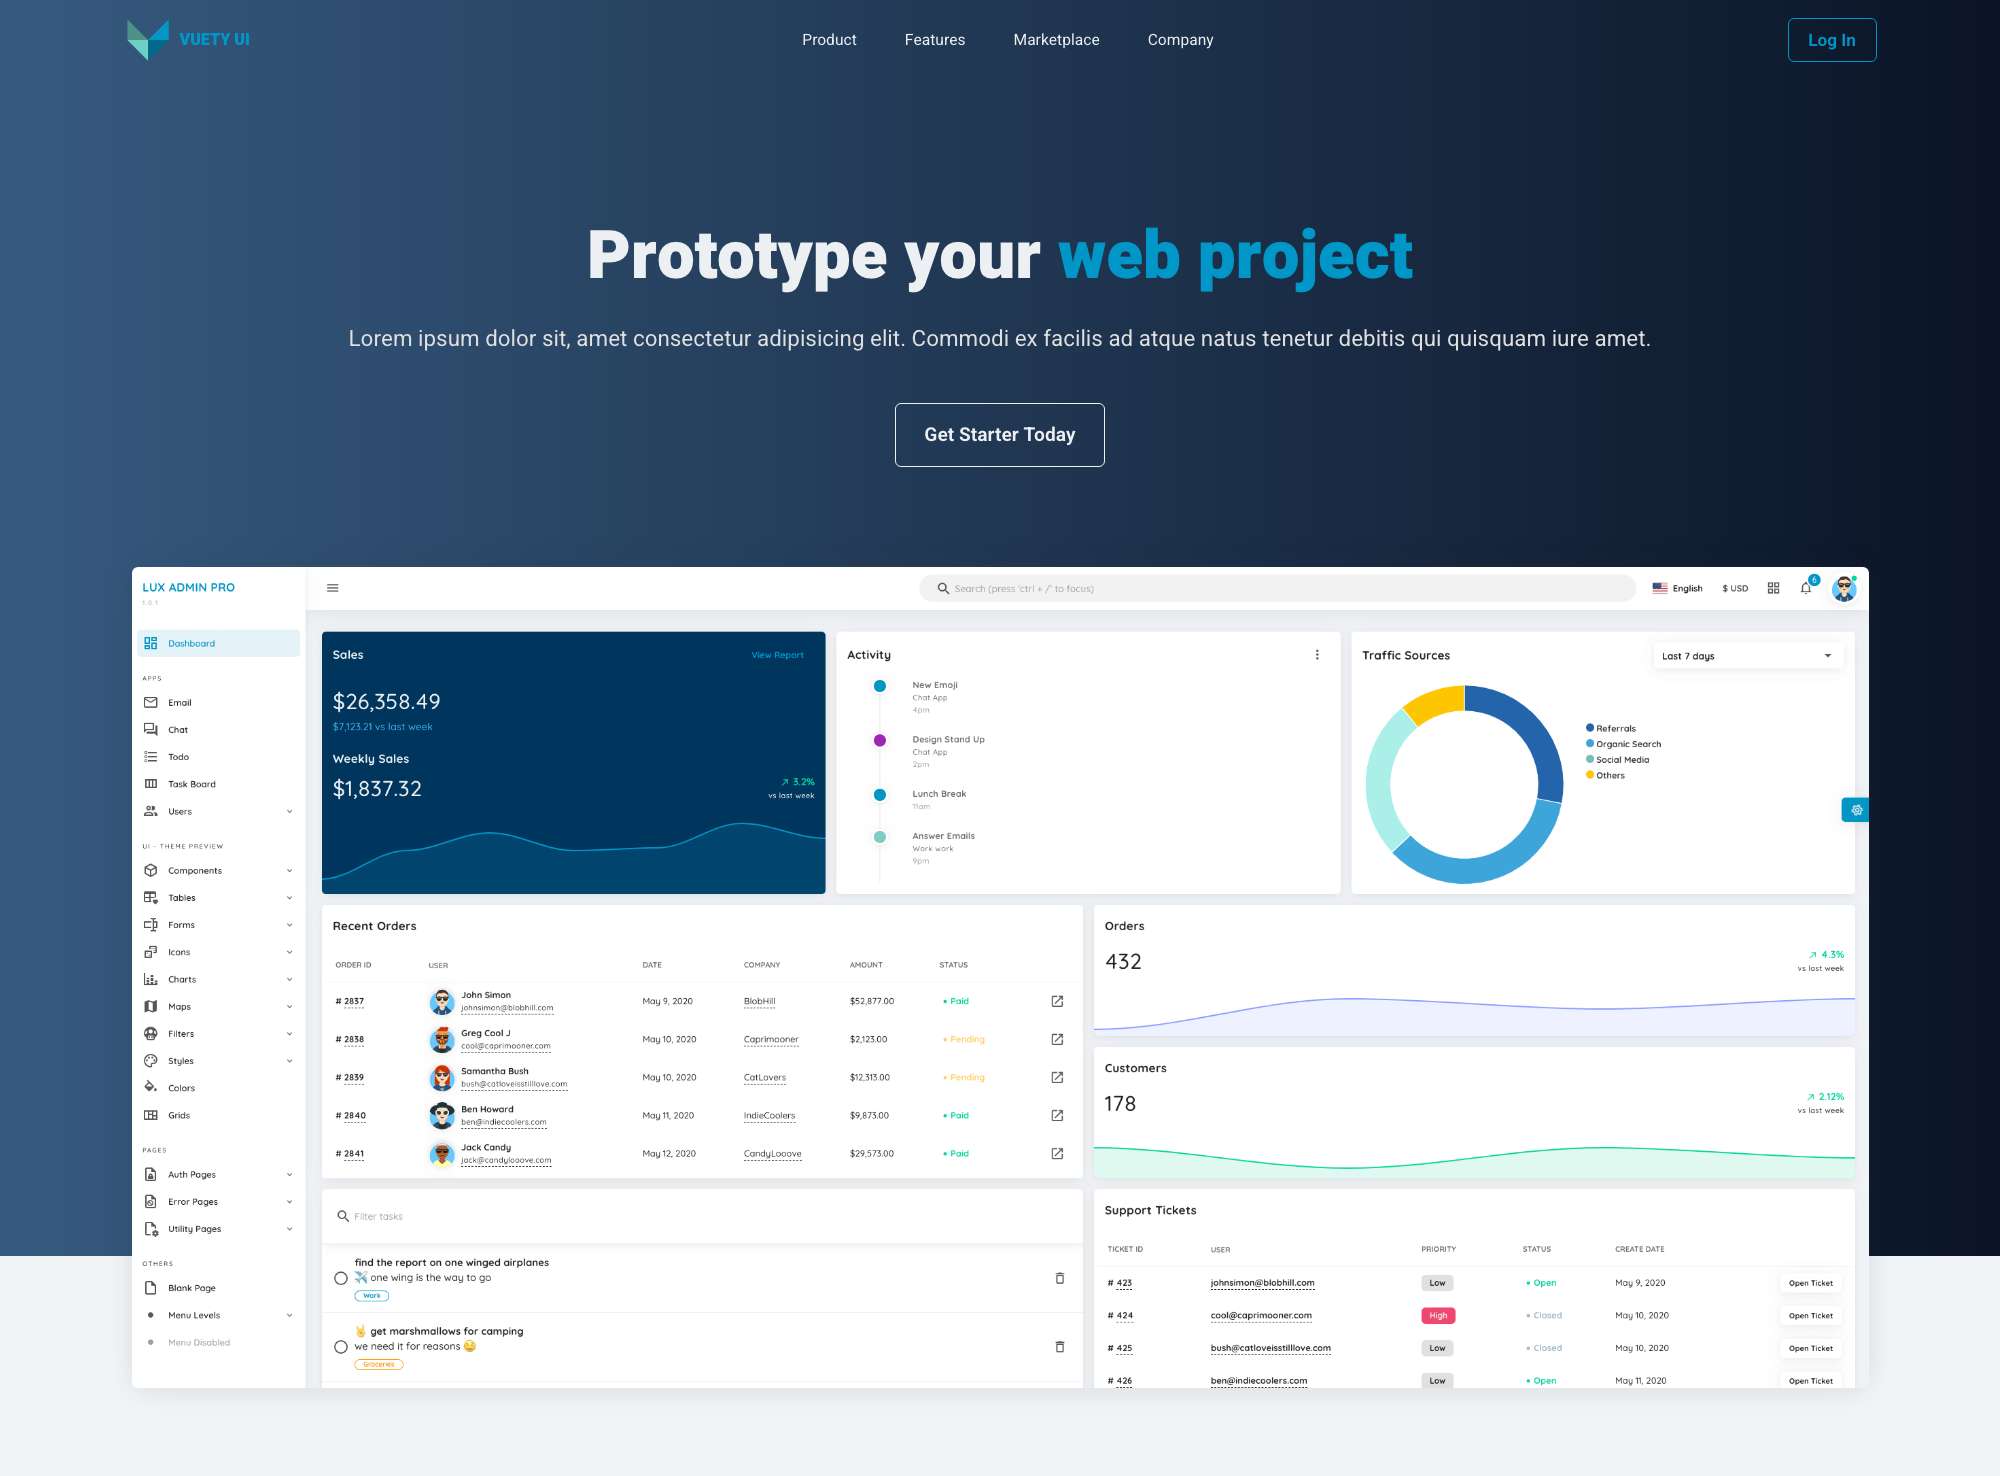 VUETY UI
Product Features Marketplace Company
Log In
Prototype your web project
Lorem ipsum dolor sit, amet consectetur adipisicing elit. Commodi ex facilis ad atque natus tenetur debitis qui quisquam iure amet.
Get Starter Today
LUX ADMIN PRO
1.0.1
Search (press 'ctrl + /' to focus)
English
$ USD
6
Dashboard
APPS
Email
Chat
Todo
Task Board
Users
UI - THEME PREVIEW
Components
Tables
Forms
Icons
Charts
Maps
Filters
Styles
Colors
Grids
PAGES
Auth Pages
Error Pages
Utility Pages
OTHERS
Blank Page
Menu Levels
Menu Disabled
Sales
View Report
$26,358.49
$7,123.21 vs last week
Weekly Sales
$1,837.32
3.2%
vs last week
Activity
New Emoji
Chat App
4pm
Design Stand Up
Chat App
2pm
Lunch Break
11am
Answer Emails
Work work
9pm
Traffic Sources
Last 7 days
Referrals
Organic Search
Social Media
Others
Recent Orders
ORDER ID USER DATE COMPANY AMOUNT STATUS
# 2837 John Simon May 9, 2020 BlobHill $52,877.00 Paid
johnsimon@blobhill.com
# 2838 Greg Cool J May 10, 2020 Caprimooner $2,123.00 Pending
cool@caprimooner.com
# 2839 Samantha Bush May 10, 2020 CatLovers $12,313.00 Pending
bush@catloveisstilllove.com
# 2840 Ben Howard May 11, 2020 IndieCoolers $9,873.00 Paid
ben@indiecoolers.com
# 2841 Jack Candy May 12, 2020 CandyLooove $29,573.00 Paid
jack@candylooove.com
Orders
432
4.3%
vs last week
Customers
178
2.12%
vs last week
Filter tasks
find the report on one winged airplanes
✈️ one wing is the way to go
Work
🤘 get marshmallows for camping
we need it for reasons 😂
Groceries
Support Tickets
TICKET ID USER PRIORITY STATUS CREATE DATE
# 423 johnsimon@blobhill.com Low Open May 9, 2020 Open Ticket
# 424 cool@caprimooner.com High Closed May 10, 2020 Open Ticket
# 425 bush@catloveisstilllove.com Low Closed May 10, 2020 Open Ticket
# 426 ben@indiecoolers.com Low Open May 11, 2020 Open Ticket